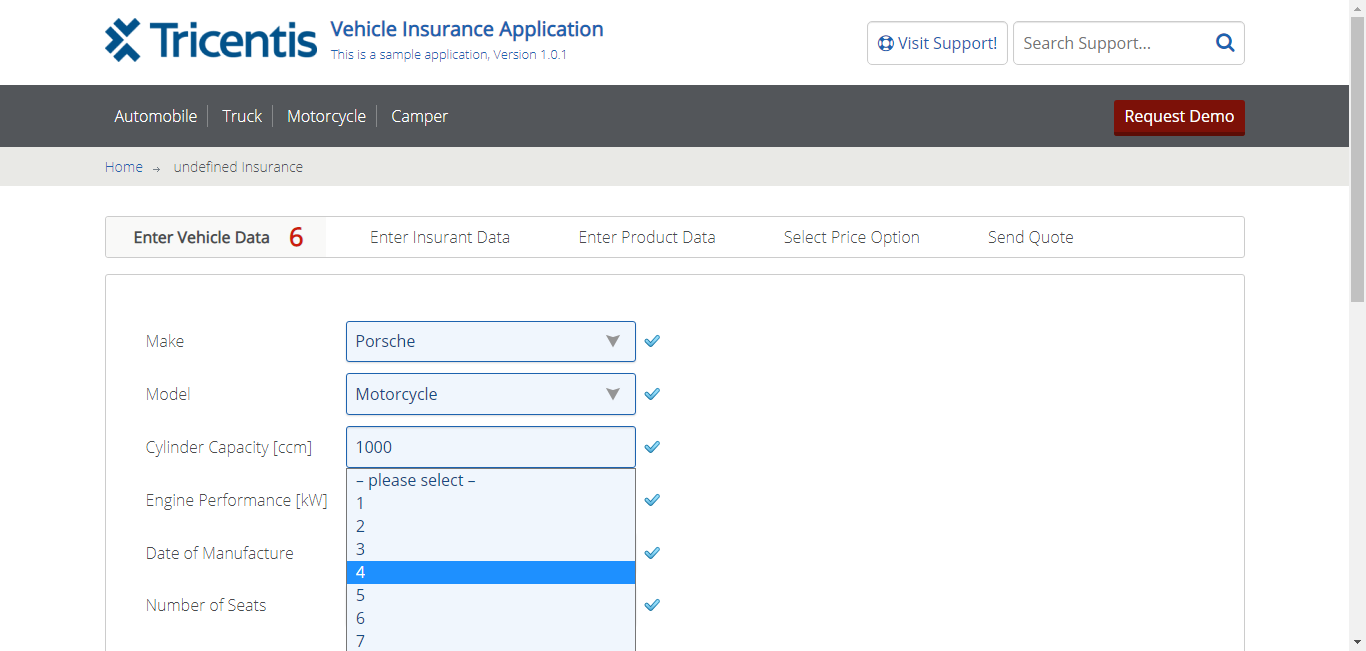 Tricentis
Vehicle Insurance Application
This is a sample application, Version 1.0.1
Visit Support!
Search Support...
Automobile
Truck
Motorcycle
Camper
Request Demo
Home → undefined Insurance
Enter Vehicle Data 6
Enter Insurant Data
Enter Product Data
Select Price Option
Send Quote
Make
Porsche
Model
Motorcycle
Cylinder Capacity [ccm]
1000
– please select –
1
Engine Performance [kW]
2
3
Date of Manufacture
4
5
Number of Seats
6
7